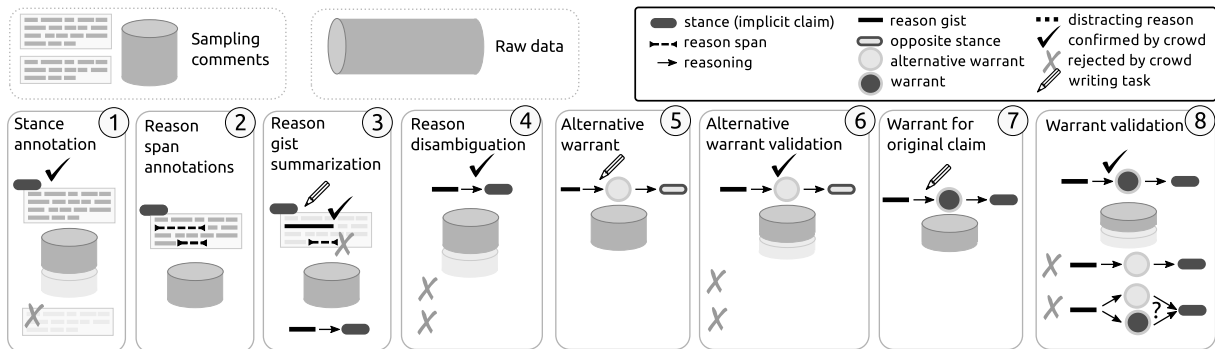 Sampling
comments
Raw data
stance (implicit claim)
reason span
reasoning
reason gist
opposite stance
alternative warrant
warrant
distracting reason
confirmed by crowd
rejected by crowd
writing task
Stance
annotation
1
Reason
span
annotations
2
Reason
gist
summarization
3
Reason
disambiguation
4
Alternative
warrant
5
Alternative
warrant validation
6
Warrant for
original claim
7
Warrant validation
8
?